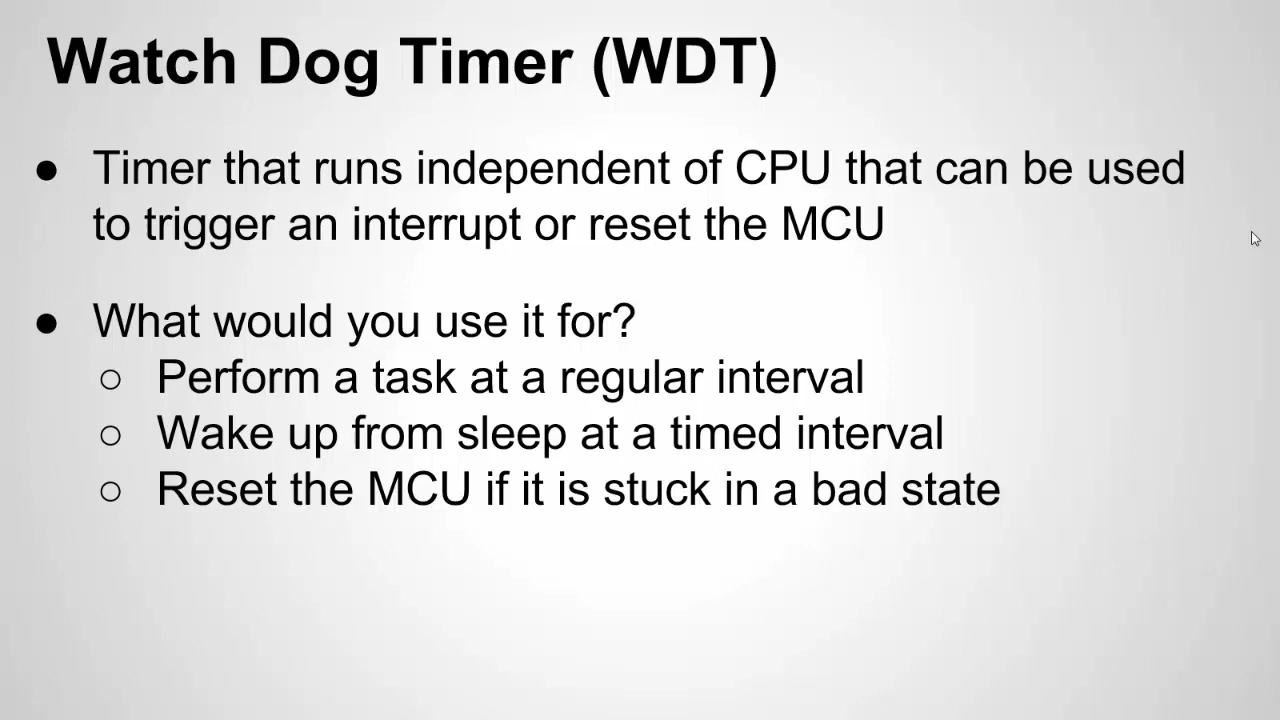 Watch Dog Timer (WDT)
● Timer that runs independent of CPU that can be used
to trigger an interrupt or reset the MCU
● What would you use it for?
○ Perform a task at a regular interval
○ Wake up from sleep at a timed interval
○ Reset the MCU if it is stuck in a bad state